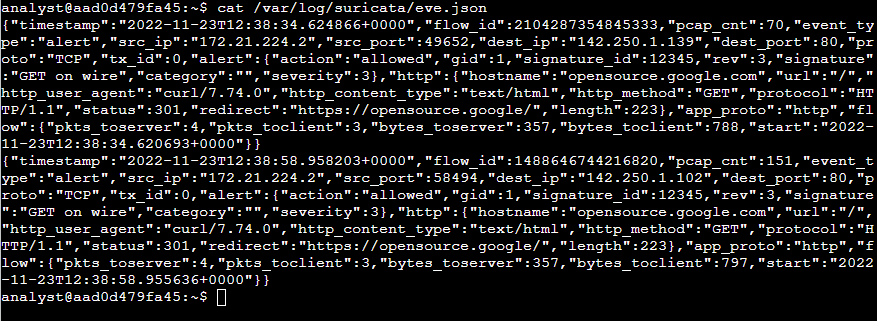 analyst@aad0d479fa45:~$ cat /var/log/suricata/eve.json
{"timestamp":"2022-11-23T12:38:34.624866+0000","flow_id":2104287354845333,"pcap_cnt":70,"event_ty
pe":"alert","src_ip":"172.21.224.2","src_port":49652,"dest_ip":"142.250.1.139","dest_port":80,"pr
oto":"TCP","tx_id":0,"alert":{"action":"allowed","gid":1,"signature_id":12345,"rev":3,"signature"
:"GET on wire","category":"","severity":3},"http":{"hostname":"opensource.google.com","url":"/","
http_user_agent":"curl/7.74.0","http_content_type":"text/html","http_method":"GET","protocol":"HT
TP/1.1","status":301,"redirect":"https://opensource.google/","length":223},"app_proto":"http","fl
ow":{"pkts_toserver":4,"pkts_toclient":3,"bytes_toserver":357,"bytes_toclient":788,"start":"2022-
11-23T12:38:34.620693+0000"}}
{"timestamp":"2022-11-23T12:38:58.958203+0000","flow_id":1488646744216820,"pcap_cnt":151,"event_t
ype":"alert","src_ip":"172.21.224.2","src_port":58494,"dest_ip":"142.250.1.102","dest_port":80,"p
roto":"TCP","tx_id":0,"alert":{"action":"allowed","gid":1,"signature_id":12345,"rev":3,"signature
":"GET on wire","category":"","severity":3},"http":{"hostname":"opensource.google.com","url":"/",
"http_user_agent":"curl/7.74.0","http_content_type":"text/html","http_method":"GET","protocol":"H
TTP/1.1","status":301,"redirect":"https://opensource.google/","length":223},"app_proto":"http","f
low":{"pkts_toserver":4,"pkts_toclient":3,"bytes_toserver":357,"bytes_toclient":797,"start":"2022
-11-23T12:38:58.955636+0000"}}
analyst@aad0d479fa45:~$